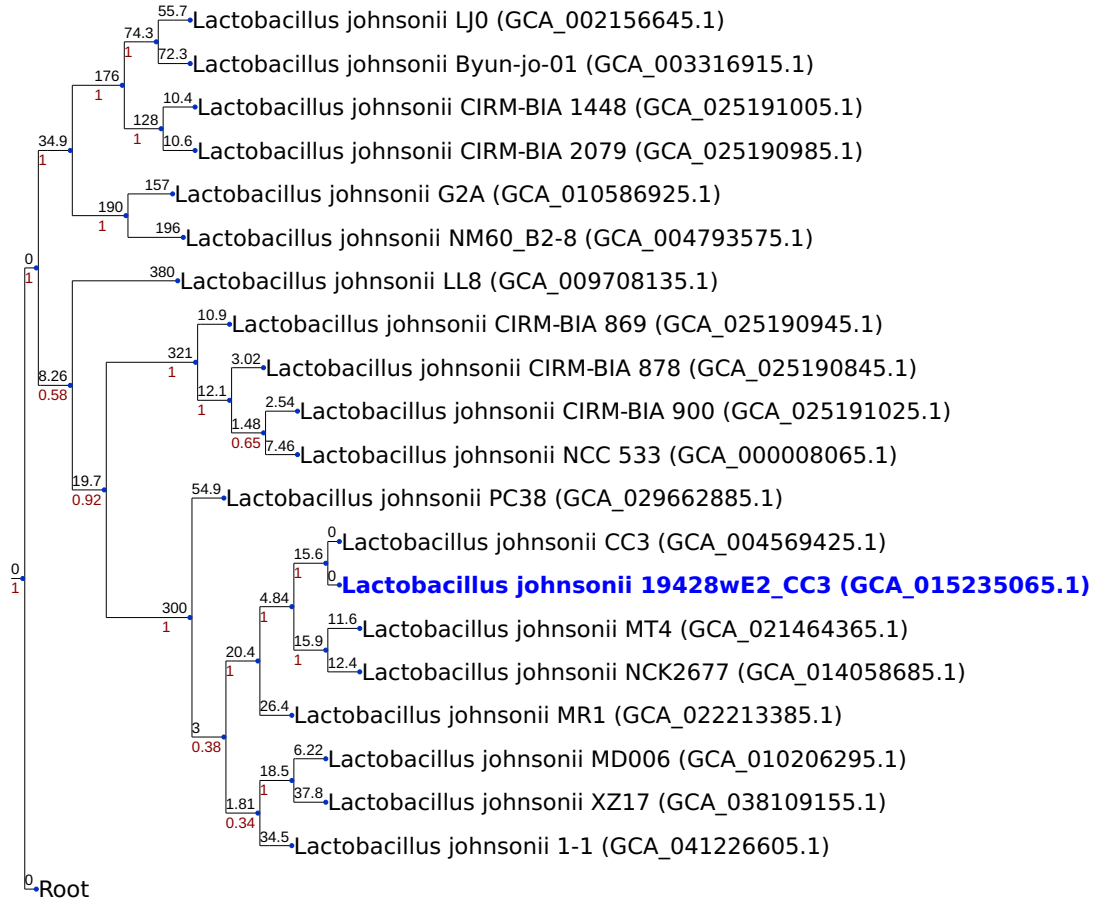 55.7 Lactobacillus johnsonii LJ0 (GCA_002156645.1)
74.3
1
72.3 Lactobacillus johnsonii Byun-jo-01 (GCA_003316915.1)
176
1
10.4 Lactobacillus johnsonii CIRM-BIA 1448 (GCA_025191005.1)
128
1
10.6 Lactobacillus johnsonii CIRM-BIA 2079 (GCA_025190985.1)
34.9
1
157 Lactobacillus johnsonii G2A (GCA_010586925.1)
190
1
196 Lactobacillus johnsonii NM60_B2-8 (GCA_004793575.1)
0
1
380 Lactobacillus johnsonii LL8 (GCA_009708135.1)
10.9 Lactobacillus johnsonii CIRM-BIA 869 (GCA_025190945.1)
321
1
3.02 Lactobacillus johnsonii CIRM-BIA 878 (GCA_025190845.1)
8.26
0.58
12.1
1
2.54 Lactobacillus johnsonii CIRM-BIA 900 (GCA_025191025.1)
1.48
0.65
7.46 Lactobacillus johnsonii NCC 533 (GCA_000008065.1)
19.7
0.92
54.9 Lactobacillus johnsonii PC38 (GCA_029662885.1)
0 Lactobacillus johnsonii CC3 (GCA_004569425.1)
15.6
1
0 Lactobacillus johnsonii 19428wE2_CC3 (GCA_015235065.1)
0
1
4.84
1
300
1
11.6 Lactobacillus johnsonii MT4 (GCA_021464365.1)
15.9
1
12.4 Lactobacillus johnsonii NCK2677 (GCA_014058685.1)
20.4
1
26.4 Lactobacillus johnsonii MR1 (GCA_022213385.1)
3
0.38
6.22 Lactobacillus johnsonii MD006 (GCA_010206295.1)
18.5
1
37.8 Lactobacillus johnsonii XZ17 (GCA_038109155.1)
1.81
0.34
34.5 Lactobacillus johnsonii 1-1 (GCA_041226605.1)
0 Root